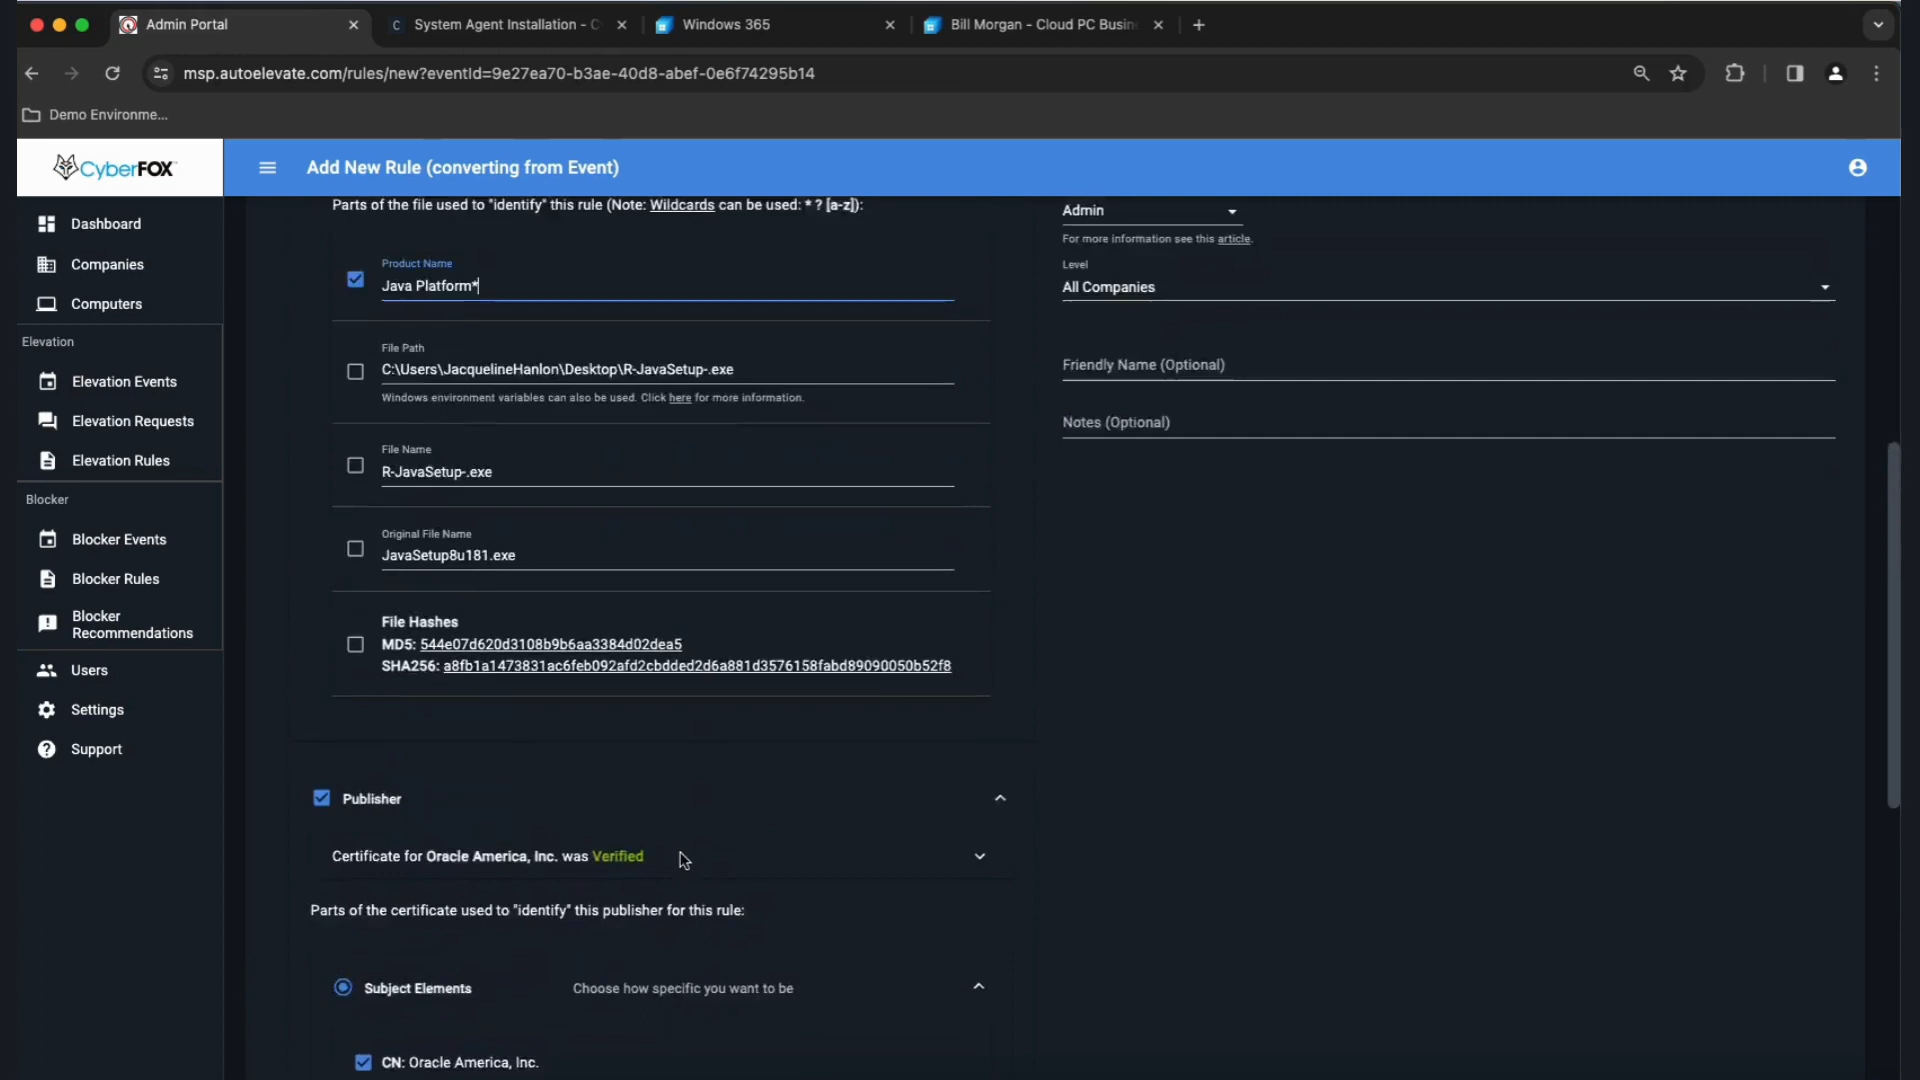 Admin Portal
System Agent Installation - C
Windows 365
Bill Morgan - Cloud PC Busin
msp.autoelevate.com/rules/new?eventId=9e27ea70-b3ae-40d8-abef-0e6f74295b14
Demo Environme...
CyberFOX
Add New Rule (converting from Event)
Dashboard
Companies
Computers
Elevation
Elevation Events
Elevation Requests
Elevation Rules
Blocker
Blocker Events
Blocker Rules
Blocker
Recommendations
Users
Settings
Support
Parts of the file used to "identify" this rule (Note: Wildcards can be used: * ? [a-z]):
Product Name
Java Platform*
File Path
C:\Users\JacquelineHanlon\Desktop\R-JavaSetup-.exe
Windows environment variables can also be used. Click here for more information.
File Name
R-JavaSetup-.exe
Original File Name
JavaSetup8u181.exe
File Hashes
MD5: 544e07d620d3108b9b6aa3384d02dea5
SHA256: a8fb1a1473831ac6feb092afd2cbdded2d6a881d3576158fabd89090050b52f8
Publisher
Certificate for Oracle America, Inc. was Verified
Parts of the certificate used to "identify" this publisher for this rule:
Subject Elements
Choose how specific you want to be
CN: Oracle America, Inc.
Admin
For more information see this article.
Level
All Companies
Friendly Name (Optional)
Notes (Optional)